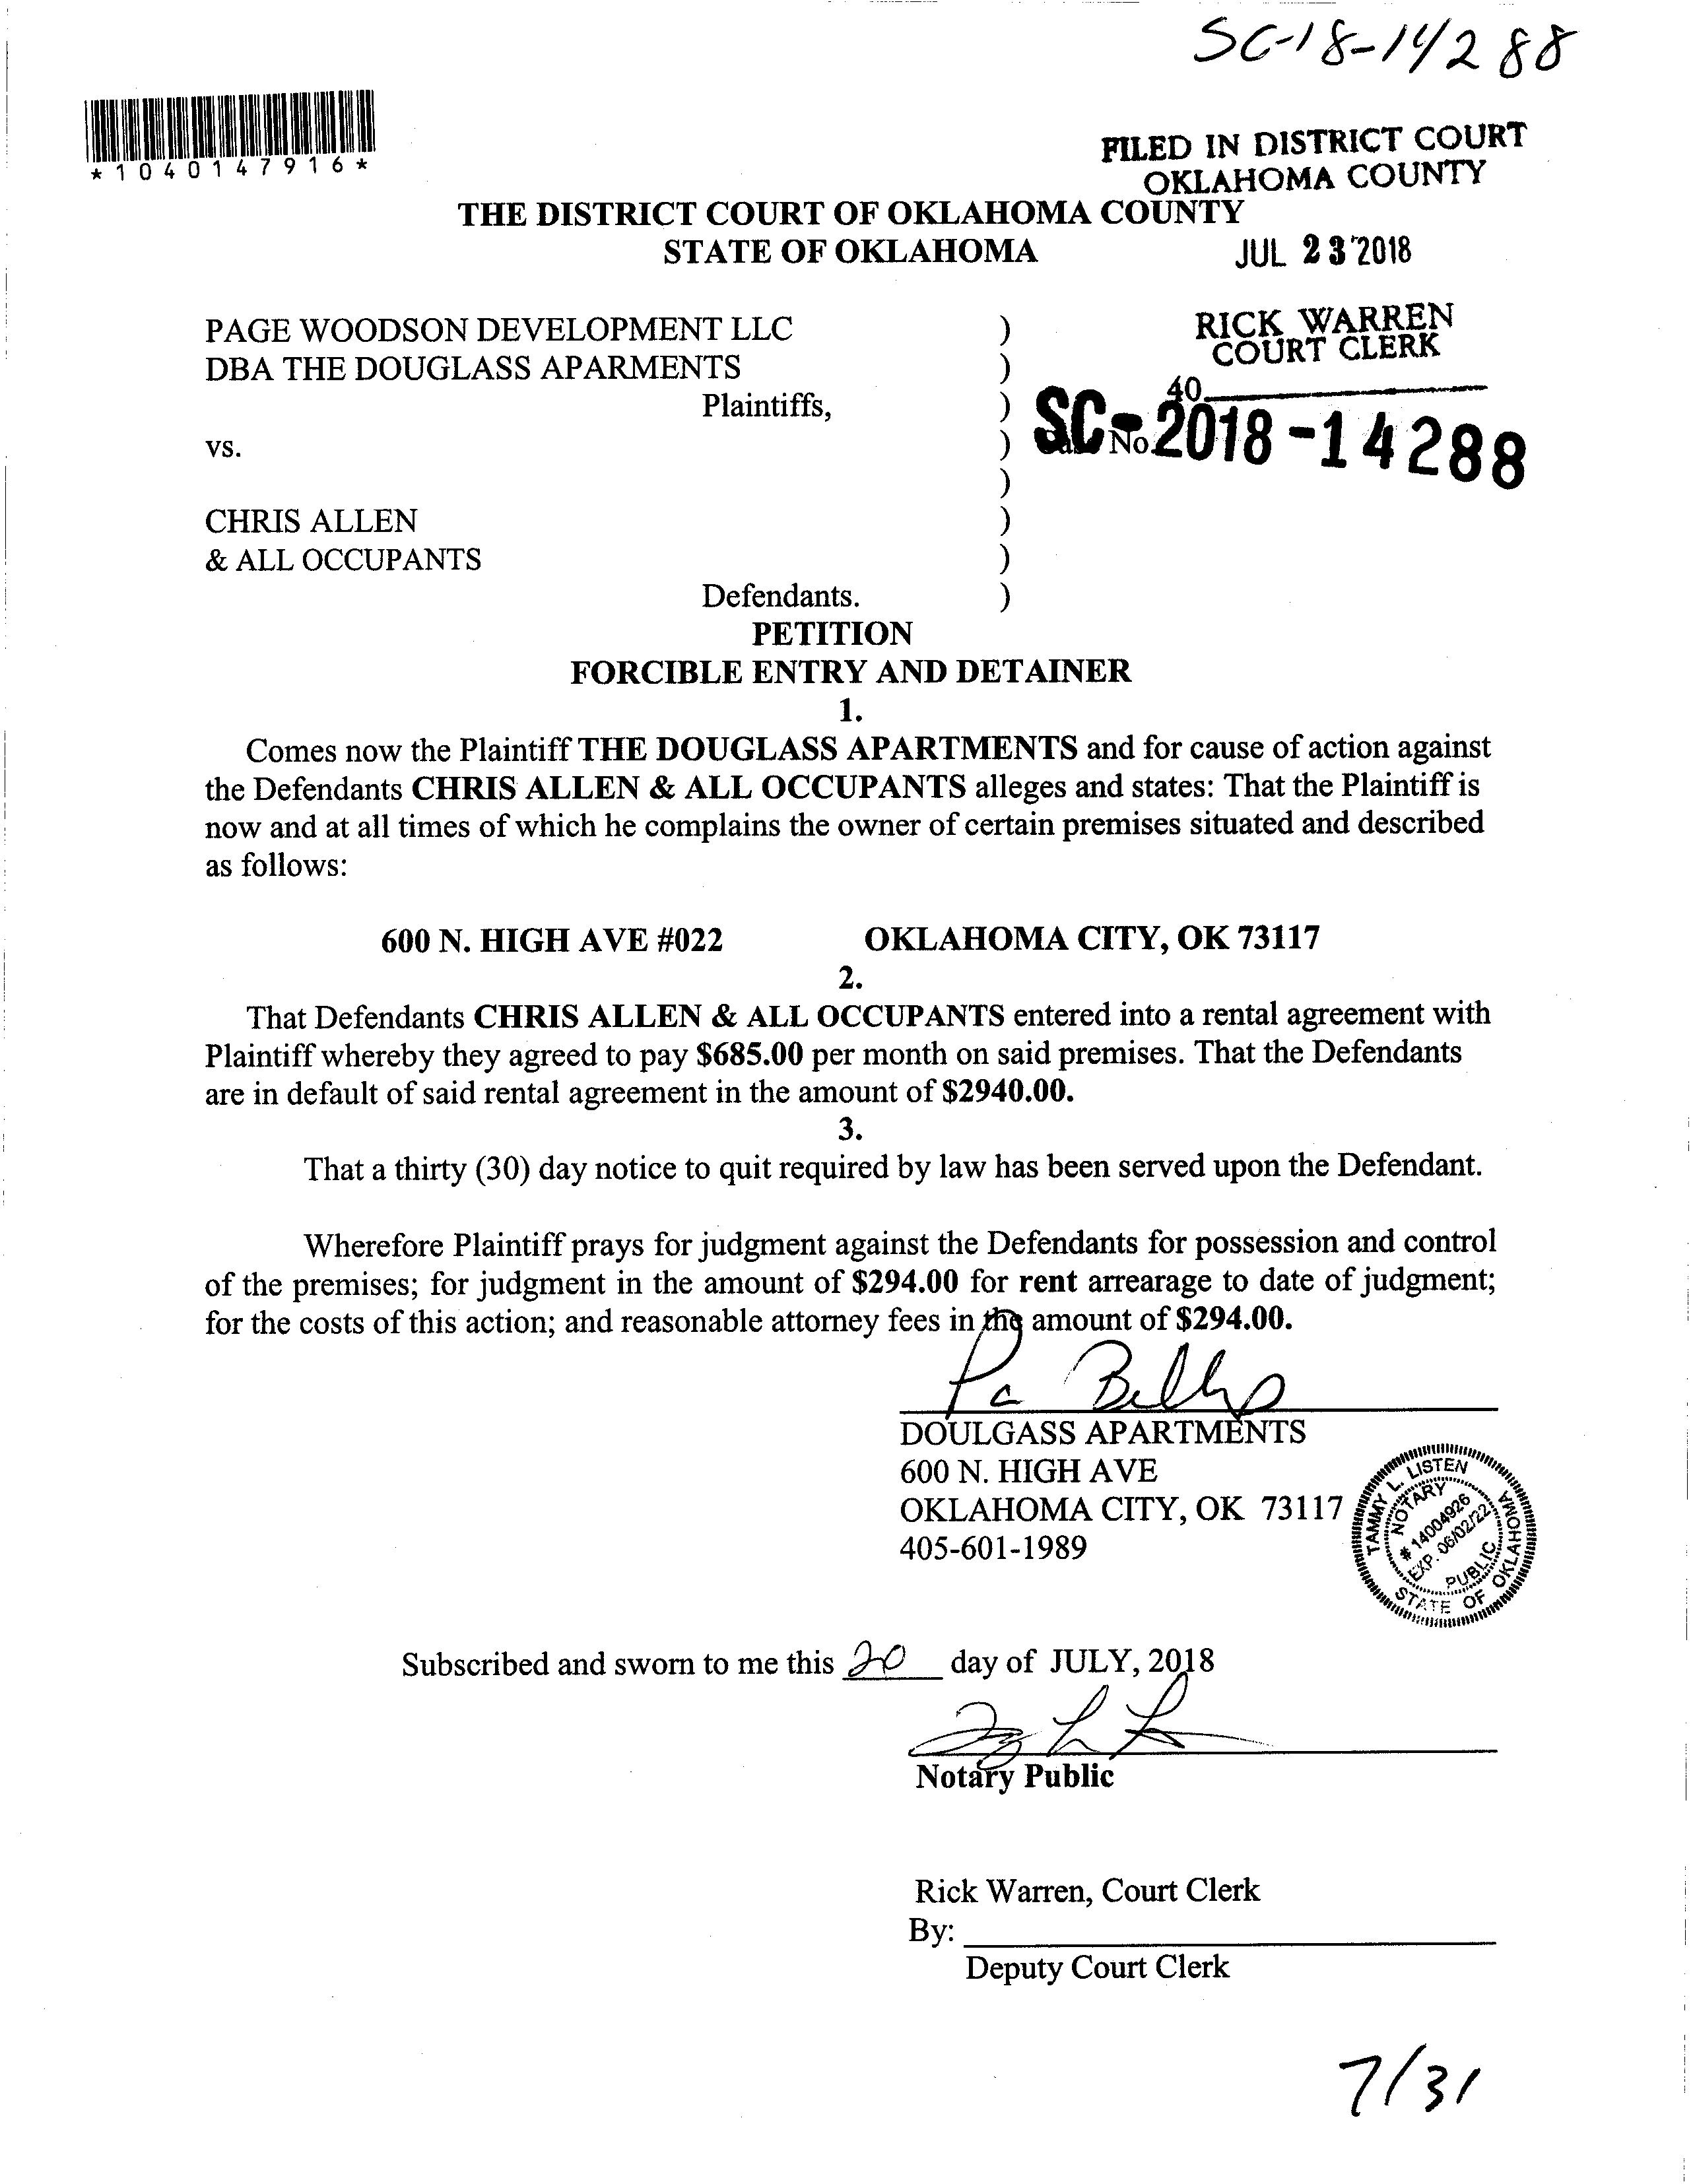 SC-18-14288
*1040147916*
FILED IN DISTRICT COURT
OKLAHOMA COUNTY
THE DISTRICT COURT OF OKLAHOMA COUNTY
STATE OF OKLAHOMA
JUL 23 2018
PAGE WOODSON DEVELOPMENT LLC )
DBA THE DOUGLASS APARMENTS )
Plaintiffs, )
RICK WARREN
COURT CLERK
40
vs. )
SC-2018-14288
No.
)
CHRIS ALLEN )
& ALL OCCUPANTS )
Defendants. )
PETITION
FORCIBLE ENTRY AND DETAINER
1.
Comes now the Plaintiff THE DOUGLASS APARTMENTS and for cause of action against
the Defendants CHRIS ALLEN & ALL OCCUPANTS alleges and states: That the Plaintiff is
now and at all times of which he complains the owner of certain premises situated and described
as follows:
600 N. HIGH AVE #022 OKLAHOMA CITY, OK 73117
2.
That Defendants CHRIS ALLEN & ALL OCCUPANTS entered into a rental agreement with
Plaintiff whereby they agreed to pay $685.00 per month on said premises. That the Defendants
are in default of said rental agreement in the amount of $2940.00.
3.
That a thirty (30) day notice to quit required by law has been served upon the Defendant.
Wherefore Plaintiff prays for judgment against the Defendants for possession and control
of the premises; for judgment in the amount of $294.00 for rent arrearage to date of judgment;
for the costs of this action; and reasonable attorney fees in the amount of $294.00.
DOULGASS APARTMENTS
600 N. HIGH AVE
OKLAHOMA CITY, OK 73117
405-601-1989
TAMMY L. LISTEN
NOTARY
# 14004926
EXP. 06/02/22
PUBLIC
STATE OF OKLAHOMA
Subscribed and sworn to me this 20 day of JULY, 2018
Notary Public
Rick Warren, Court Clerk
By:
Deputy Court Clerk
7/31